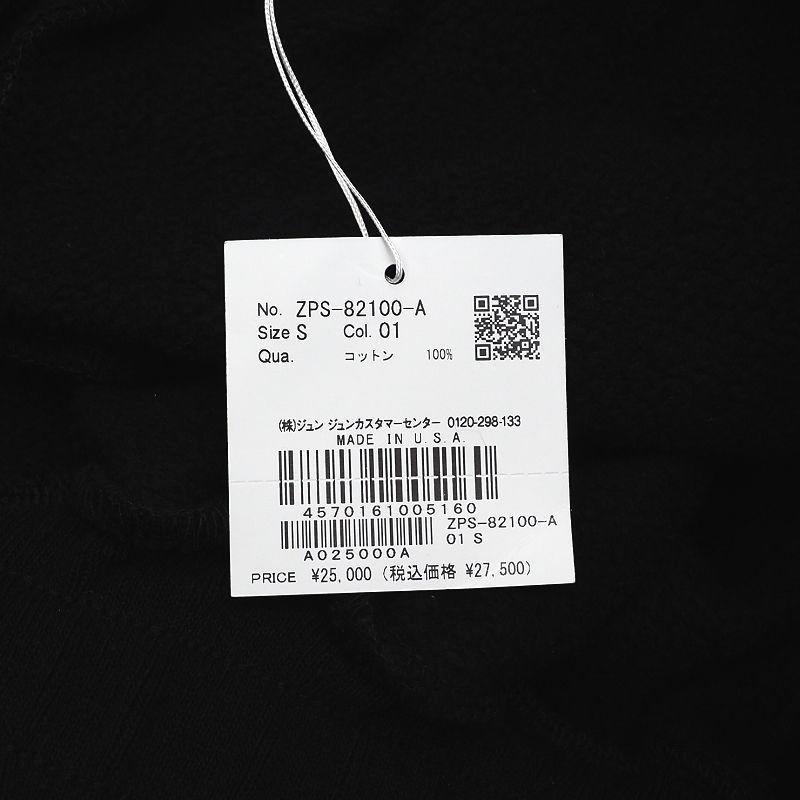 No. ZPS-82100-A
Size S Col. 01
Qua. コットン 100%
(株)ジュン ジュンカスタマーセンター 0120-298-133
MADE IN U.S.A.
4570161005160
ZPS-82100-A
01 S
A025000A
PRICE ¥25,000 (税込価格 ¥27,500)